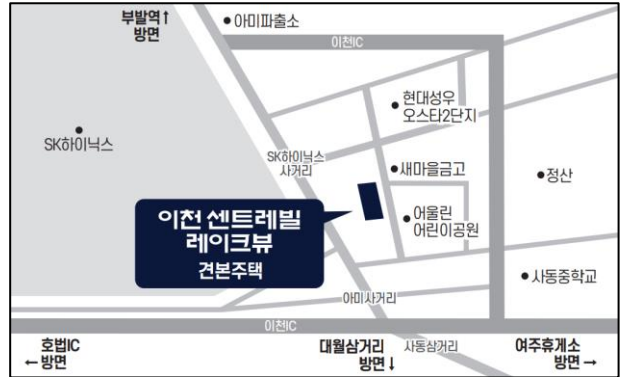 부발역↑
방면
아미파출소
이천IC
현대성우
오스타2단지
SK하이닉스
SK하이닉스
사거리
새마을금고
정산
이천 센트레빌
레이크뷰
견본주택
어울린
어린이공원
사동중학교
아미사거리
이천IC
호법IC
←방면
대월삼거리
방면↓
사동삼거리
여주휴게소
방면→